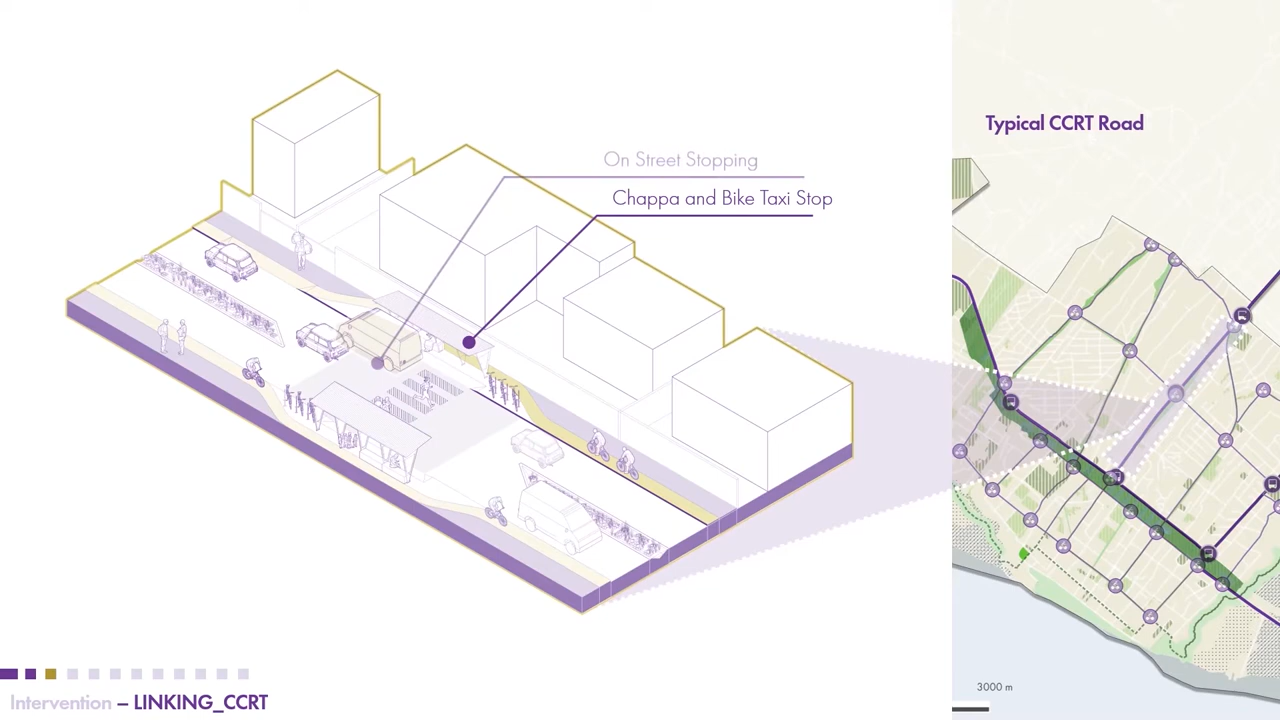 On Street Stopping
Chappa and Bike Taxi Stop
Typical CCRT Road
3000 m
Intervention – LINKING_CCRT